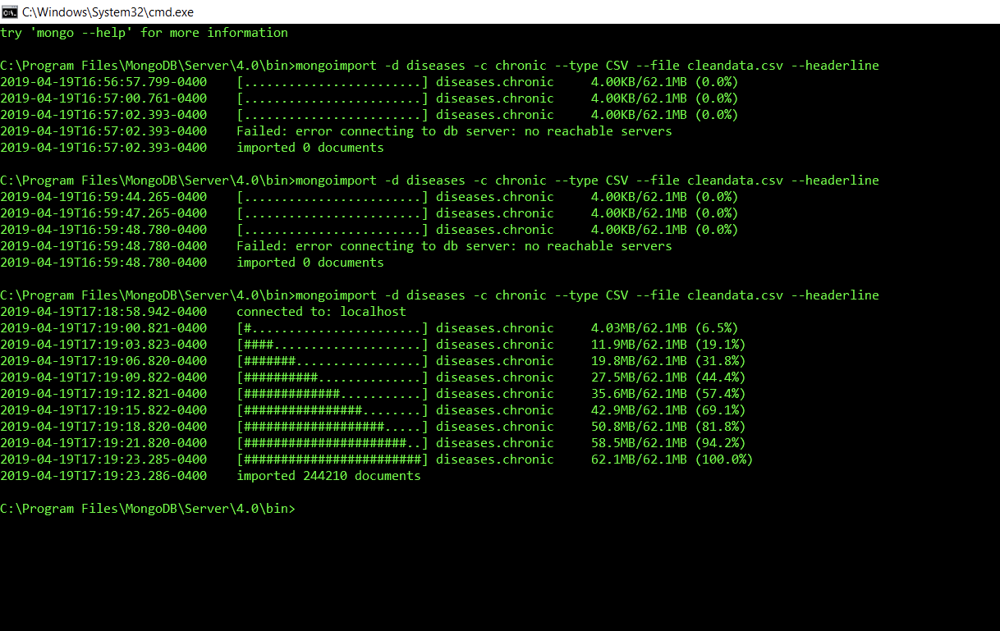 C:\Windows\System32\cmd.exe
try 'mongo --help' for more information
C:\Program Files\MongoDB\Server\4.0\bin>mongoimport -d diseases -c chronic --type CSV --file cleandata.csv --headerline
2019-04-19T16:56:57.799-0400    [........................] diseases.chronic     4.00KB/62.1MB (0.0%)
2019-04-19T16:57:00.761-0400    [........................] diseases.chronic     4.00KB/62.1MB (0.0%)
2019-04-19T16:57:02.393-0400    [........................] diseases.chronic     4.00KB/62.1MB (0.0%)
2019-04-19T16:57:02.393-0400    Failed: error connecting to db server: no reachable servers
2019-04-19T16:57:02.393-0400    imported 0 documents
C:\Program Files\MongoDB\Server\4.0\bin>mongoimport -d diseases -c chronic --type CSV --file cleandata.csv --headerline
2019-04-19T16:59:44.265-0400    [........................] diseases.chronic     4.00KB/62.1MB (0.0%)
2019-04-19T16:59:47.265-0400    [........................] diseases.chronic     4.00KB/62.1MB (0.0%)
2019-04-19T16:59:48.780-0400    [........................] diseases.chronic     4.00KB/62.1MB (0.0%)
2019-04-19T16:59:48.780-0400    Failed: error connecting to db server: no reachable servers
2019-04-19T16:59:48.780-0400    imported 0 documents
C:\Program Files\MongoDB\Server\4.0\bin>mongoimport -d diseases -c chronic --type CSV --file cleandata.csv --headerline
2019-04-19T17:18:58.942-0400    connected to: localhost
2019-04-19T17:19:00.821-0400    [#.......................] diseases.chronic     4.03MB/62.1MB (6.5%)
2019-04-19T17:19:03.823-0400    [####....................] diseases.chronic     11.9MB/62.1MB (19.1%)
2019-04-19T17:19:06.820-0400    [#######.................] diseases.chronic     19.8MB/62.1MB (31.8%)
2019-04-19T17:19:09.822-0400    [##########..............] diseases.chronic     27.5MB/62.1MB (44.4%)
2019-04-19T17:19:12.821-0400    [#############...........] diseases.chronic     35.6MB/62.1MB (57.4%)
2019-04-19T17:19:15.822-0400    [################........] diseases.chronic     42.9MB/62.1MB (69.1%)
2019-04-19T17:19:18.820-0400    [###################.....] diseases.chronic     50.8MB/62.1MB (81.8%)
2019-04-19T17:19:21.820-0400    [######################..] diseases.chronic     58.5MB/62.1MB (94.2%)
2019-04-19T17:19:23.285-0400    [########################] diseases.chronic     62.1MB/62.1MB (100.0%)
2019-04-19T17:19:23.286-0400    imported 244210 documents
C:\Program Files\MongoDB\Server\4.0\bin>